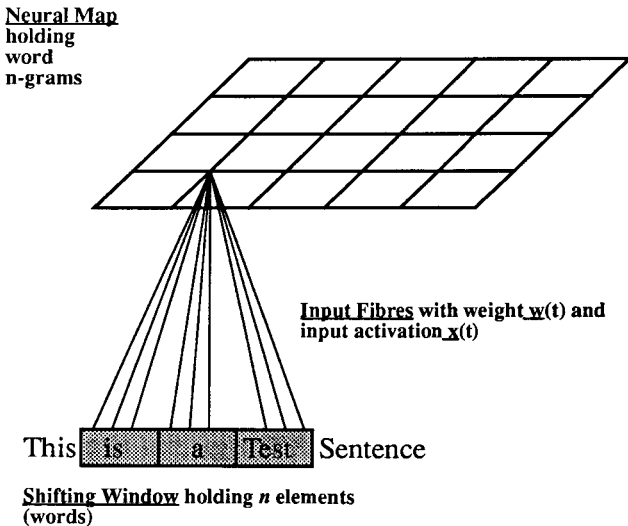 Neural Map
holding
word
n-grams
Input Fibres with weight w(t) and
input activation x(t)
This is a Test Sentence
Shifting Window holding n elements
(words)